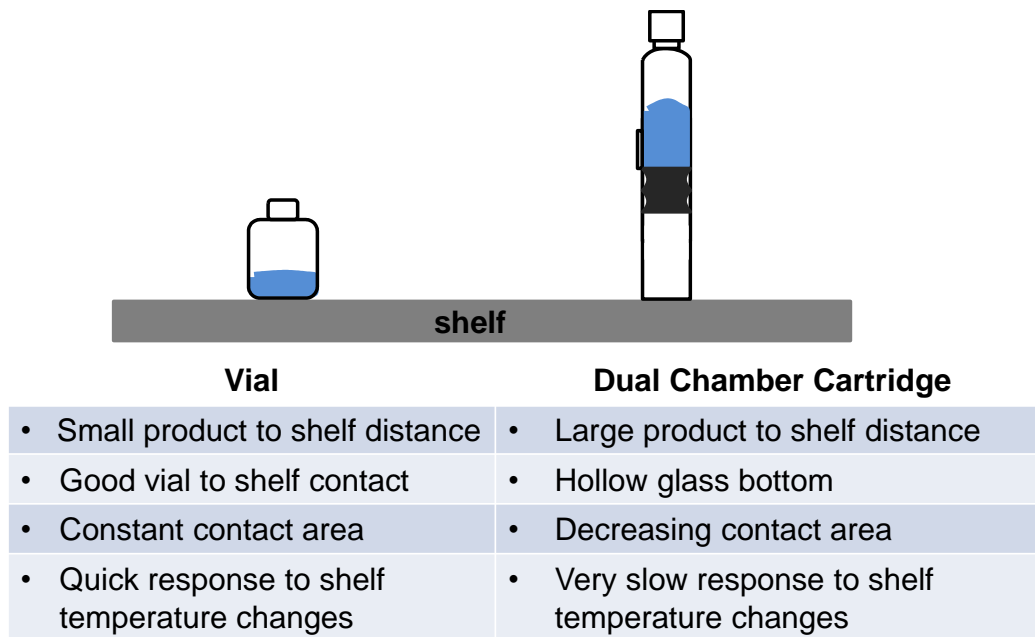 shelf
Vial
Dual Chamber Cartridge
• Small product to shelf distance
• Large product to shelf distance
• Good vial to shelf contact
• Hollow glass bottom
• Constant contact area
• Decreasing contact area
• Quick response to shelf
temperature changes
• Very slow response to shelf
temperature changes